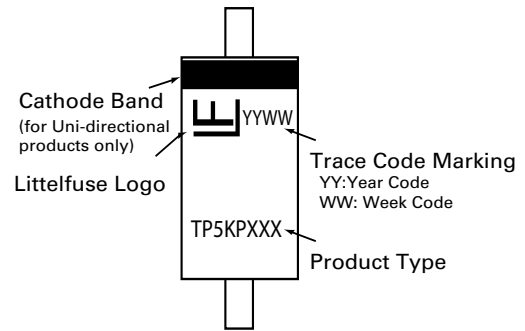 Cathode Band
(for Uni-directional
products only)
Littelfuse Logo
YYWW
Trace Code Marking
YY:Year Code
WW: Week Code
TP5KPXXX
Product Type